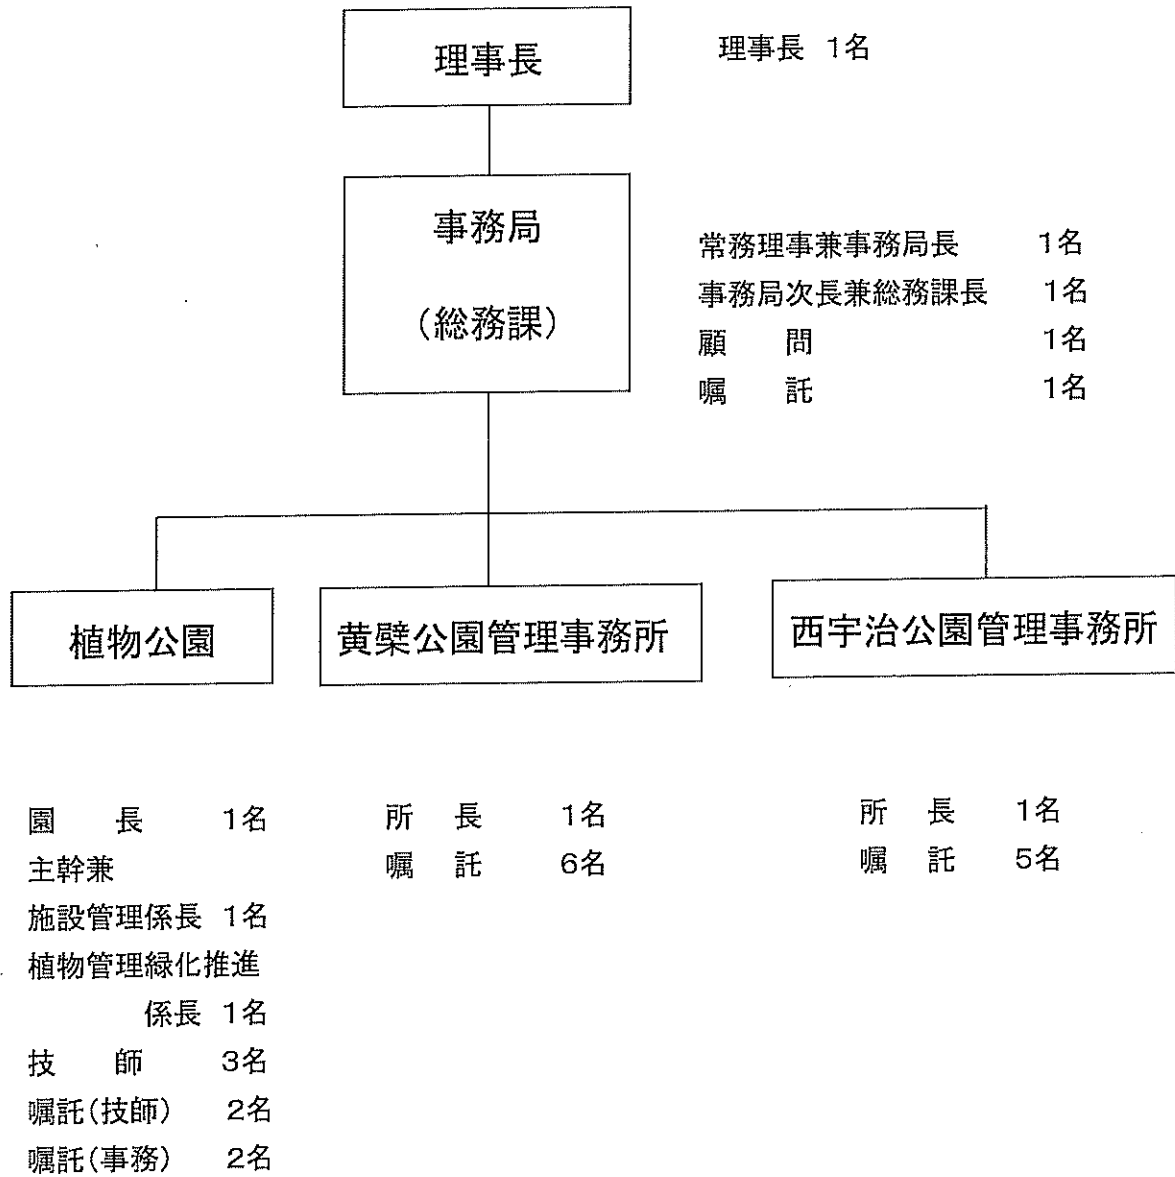 理事長
理事長 1名
事務局
(総務課)
常務理事兼事務局長 1名
事務局次長兼総務課長 1名
顧 問 1名
嘱 託 1名
植物公園
黄檗公園管理事務所
西宇治公園管理事務所
園 長 1名
主幹兼
施設管理係長 1名
植物管理緑化推進
係長 1名
技 師 3名
嘱託(技師) 2名
嘱託(事務) 2名
所 長 1名
嘱 託 6名
所 長 1名
嘱 託 5名